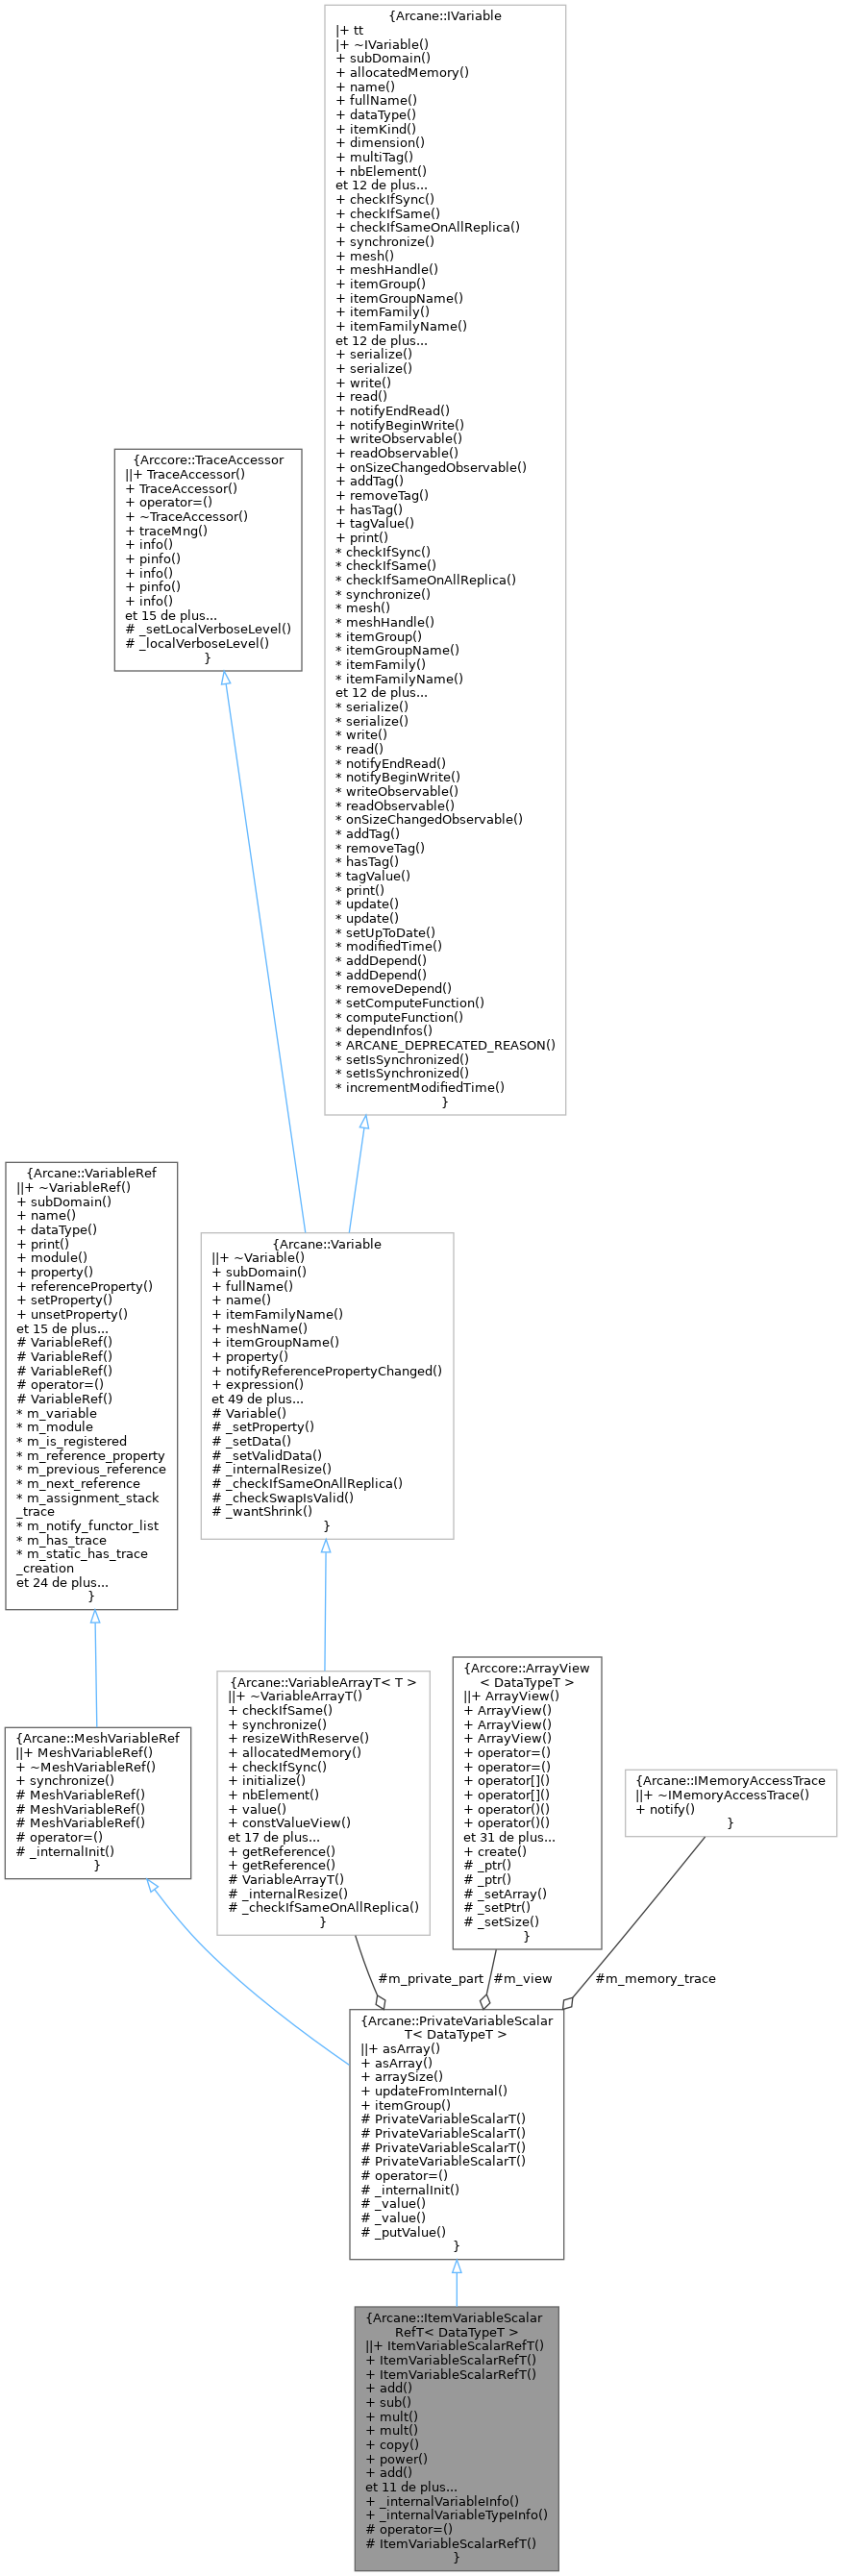 {Arcane::IVariable
|+ tt
|+ ~IVariable()
+ subDomain()
+ allocatedMemory()
+ name()
+ fullName()
+ dataType()
+ itemKind()
+ dimension()
+ multiTag()
+ nbElement()
et 12 de plus...
+ checkIfSync()
+ checkIfSame()
+ checkIfSameOnAllReplica()
+ synchronize()
+ mesh()
+ meshHandle()
+ itemGroup()
+ itemGroupName()
+ itemFamily()
+ itemFamilyName()
et 12 de plus...
+ serialize()
+ serialize()
+ write()
+ read()
+ notifyEndRead()
+ notifyBeginWrite()
+ writeObservable()
+ readObservable()
+ onSizeChangedObservable()
+ addTag()
+ removeTag()
+ hasTag()
+ tagValue()
+ print()
* checkIfSync()
* checkIfSame()
* checkIfSameOnAllReplica()
* synchronize()
* mesh()
* meshHandle()
* itemGroup()
* itemGroupName()
* itemFamily()
* itemFamilyName()
et 12 de plus...
* serialize()
* serialize()
* write()
* read()
* notifyEndRead()
* notifyBeginWrite()
* writeObservable()
* readObservable()
* onSizeChangedObservable()
* addTag()
* removeTag()
* hasTag()
* tagValue()
* print()
* update()
* update()
* setUpToDate()
* modifiedTime()
* addDepend()
* addDepend()
* removeDepend()
* setComputeFunction()
* computeFunction()
* dependInfos()
* ARCANE_DEPRECATED_REASON()
* setIsSynchronized()
* setIsSynchronized()
* incrementModifiedTime()
}
{Arccore::TraceAccessor
||+ TraceAccessor()
+ TraceAccessor()
+ operator=()
+ ~TraceAccessor()
+ traceMng()
+ info()
+ pinfo()
+ info()
+ pinfo()
+ info()
et 15 de plus...
# _setLocalVerboseLevel()
# _localVerboseLevel()
}
{Arcane::VariableRef
||+ ~VariableRef()
+ subDomain()
+ name()
+ dataType()
+ print()
+ module()
+ property()
+ referenceProperty()
+ setProperty()
+ unsetProperty()
et 15 de plus...
# VariableRef()
# VariableRef()
# VariableRef()
# operator=()
# VariableRef()
* m_variable
* m_module
* m_is_registered
* m_reference_property
* m_previous_reference
* m_next_reference
* m_assignment_stack
_trace
* m_notify_functor_list
* m_has_trace
* m_static_has_trace
_creation
et 24 de plus...
}
{Arcane::Variable
||+ ~Variable()
+ subDomain()
+ fullName()
+ name()
+ itemFamilyName()
+ meshName()
+ itemGroupName()
+ property()
+ notifyReferencePropertyChanged()
+ expression()
et 49 de plus...
# Variable()
# _setProperty()
# _setData()
# _setValidData()
# _internalResize()
# _checkIfSameOnAllReplica()
# _checkSwapIsValid()
# _wantShrink()
}
{Arcane::MeshVariableRef
||+ MeshVariableRef()
+ ~MeshVariableRef()
+ synchronize()
# MeshVariableRef()
# MeshVariableRef()
# MeshVariableRef()
# operator=()
# _internalInit()
}
{Arcane::VariableArrayT< T >
||+ ~VariableArrayT()
+ checkIfSame()
+ synchronize()
+ resizeWithReserve()
+ allocatedMemory()
+ checkIfSync()
+ initialize()
+ nbElement()
+ value()
+ constValueView()
et 17 de plus...
+ getReference()
+ getReference()
# VariableArrayT()
# _internalResize()
# _checkIfSameOnAllReplica()
}
{Arccore::ArrayView
< DataTypeT >
||+ ArrayView()
+ ArrayView()
+ ArrayView()
+ ArrayView()
+ operator=()
+ operator=()
+ operator[]()
+ operator[]()
+ operator()()
+ operator()()
et 31 de plus...
+ create()
# _ptr()
# _ptr()
# _setArray()
# _setPtr()
# _setSize()
}
{Arcane::IMemoryAccessTrace
||+ ~IMemoryAccessTrace()
+ notify()
}
#m_private_part
#m_view
#m_memory_trace
{Arcane::PrivateVariableScalar
T< DataTypeT >
||+ asArray()
+ asArray()
+ arraySize()
+ updateFromInternal()
+ itemGroup()
# PrivateVariableScalarT()
# PrivateVariableScalarT()
# PrivateVariableScalarT()
# PrivateVariableScalarT()
# operator=()
# _internalInit()
# _value()
# _value()
# _putValue()
}
{Arcane::ItemVariableScalar
RefT< DataTypeT >
||+ ItemVariableScalarRefT()
+ ItemVariableScalarRefT()
+ ItemVariableScalarRefT()
+ add()
+ sub()
+ mult()
+ mult()
+ copy()
+ power()
+ add()
et 11 de plus...
+ _internalVariableInfo()
+ _internalVariableTypeInfo()
# operator=()
# ItemVariableScalarRefT()
}